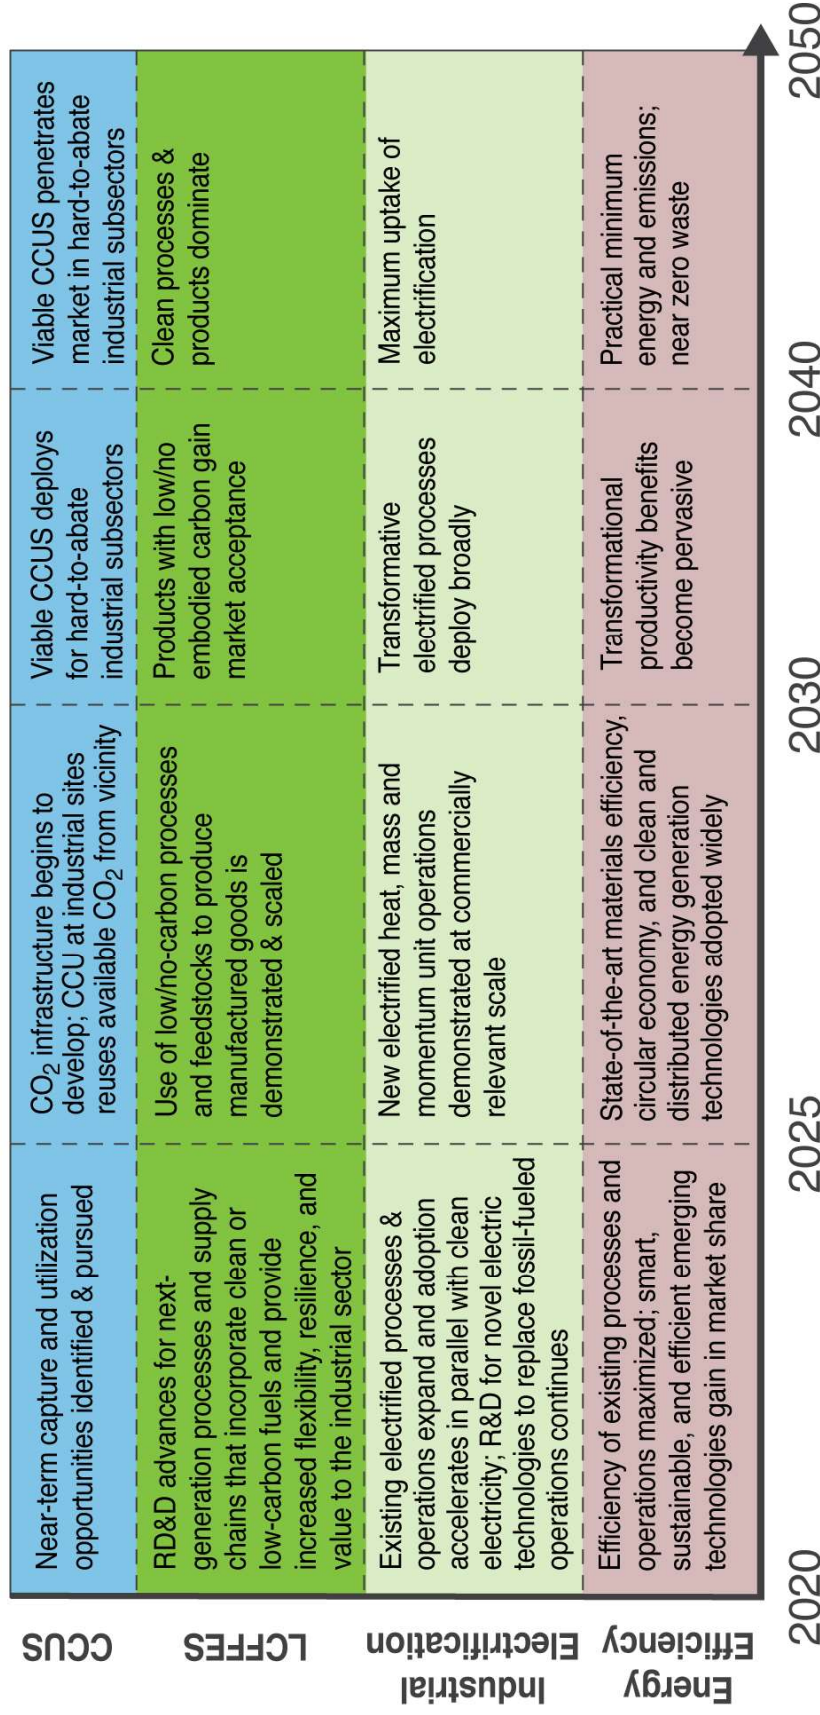 CCUS
Near-term capture and utilization
opportunities identified & pursued
CO2 infrastructure begins to
develop; CCU at industrial sites
reuses available CO2 from vicinity
Viable CCUS deploys
for hard-to-abate
industrial subsectors
Viable CCUS penetrates
market in hard-to-abate
industrial subsectors
LCFFES
RD&D advances for next-
generation processes and supply
chains that incorporate clean or
low-carbon fuels and provide
increased flexibility, resilience, and
value to the industrial sector
Use of low/no-carbon processes
and feedstocks to produce
manufactured goods is
demonstrated & scaled
Products with low/no
embodied carbon gain
market acceptance
Clean processes &
products dominate
Industrial
Electrification
Existing electrified processes &
operations expand and adoption
accelerates in parallel with clean
electricity; R&D for novel electric
technologies to replace fossil-fueled
operations continues
New electrified heat, mass and
momentum unit operations
demonstrated at commercially
relevant scale
Transformative
electrified processes
deploy broadly
Maximum uptake of
electrification
Energy
Efficiency
Efficiency of existing processes and
operations maximized; smart,
sustainable, and efficient emerging
technologies gain in market share
State-of-the-art materials efficiency,
circular economy, and clean and
distributed energy generation
technologies adopted widely
Transformational
productivity benefits
become pervasive
Practical minimum
energy and emissions;
near zero waste
2020
2025
2030
2040
2050